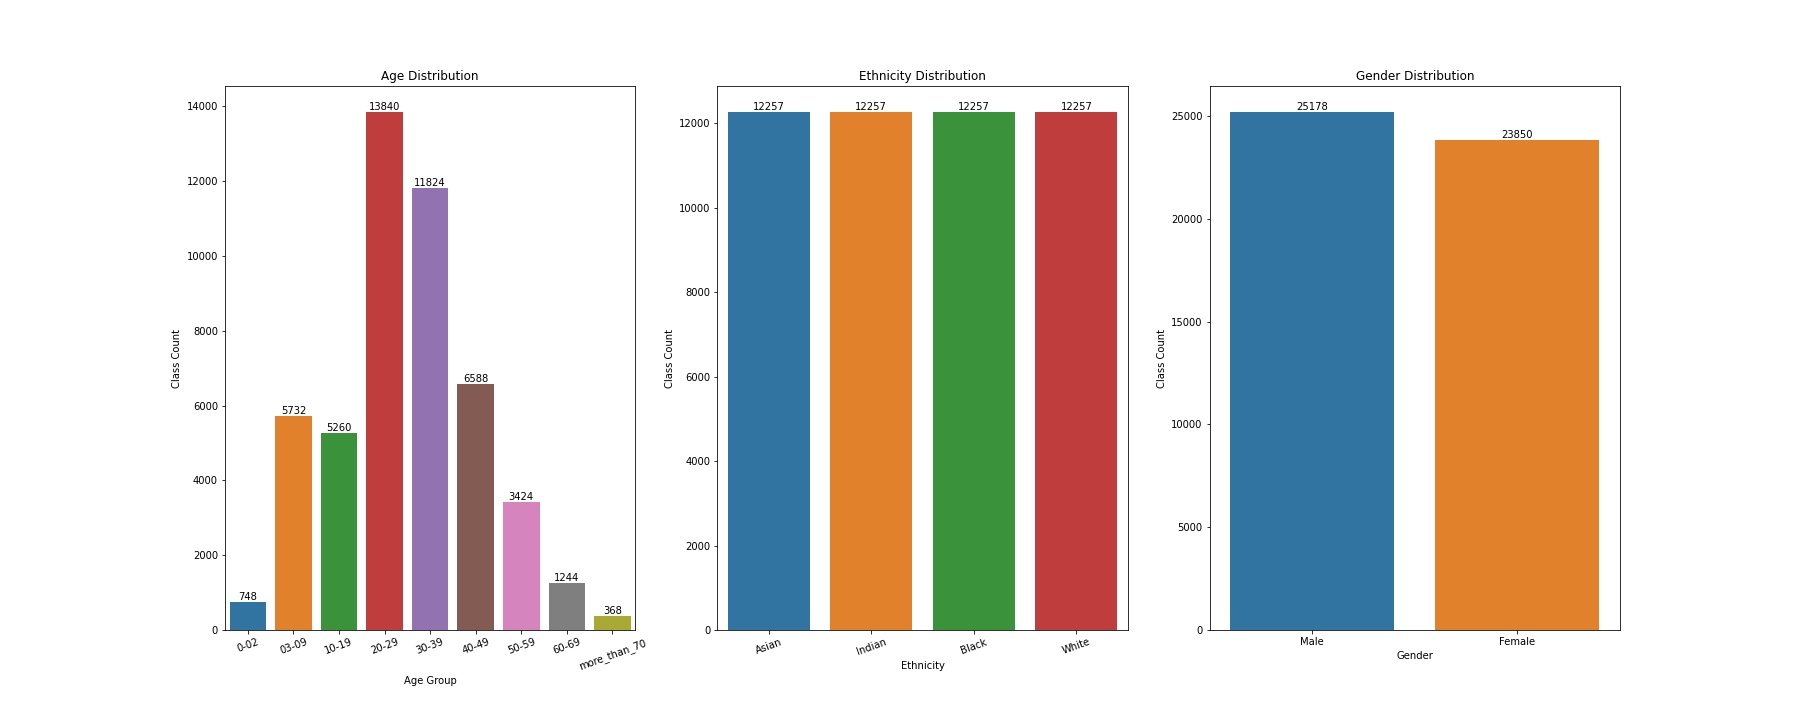 Age Distribution
14000
12000
10000
8000
6000
4000
2000
0
Class Count
748
5732
5260
13840
11824
6588
3424
1244
368
0-02
03-09
10-19
20-29
30-39
40-49
50-59
60-69
more_than_70
Age Group
Ethnicity Distribution
12000
10000
8000
6000
4000
2000
0
Class Count
12257
12257
12257
12257
Asian
Indian
Black
White
Ethnicity
Gender Distribution
25000
20000
15000
10000
5000
0
Class Count
25178
23850
Male
Female
Gender